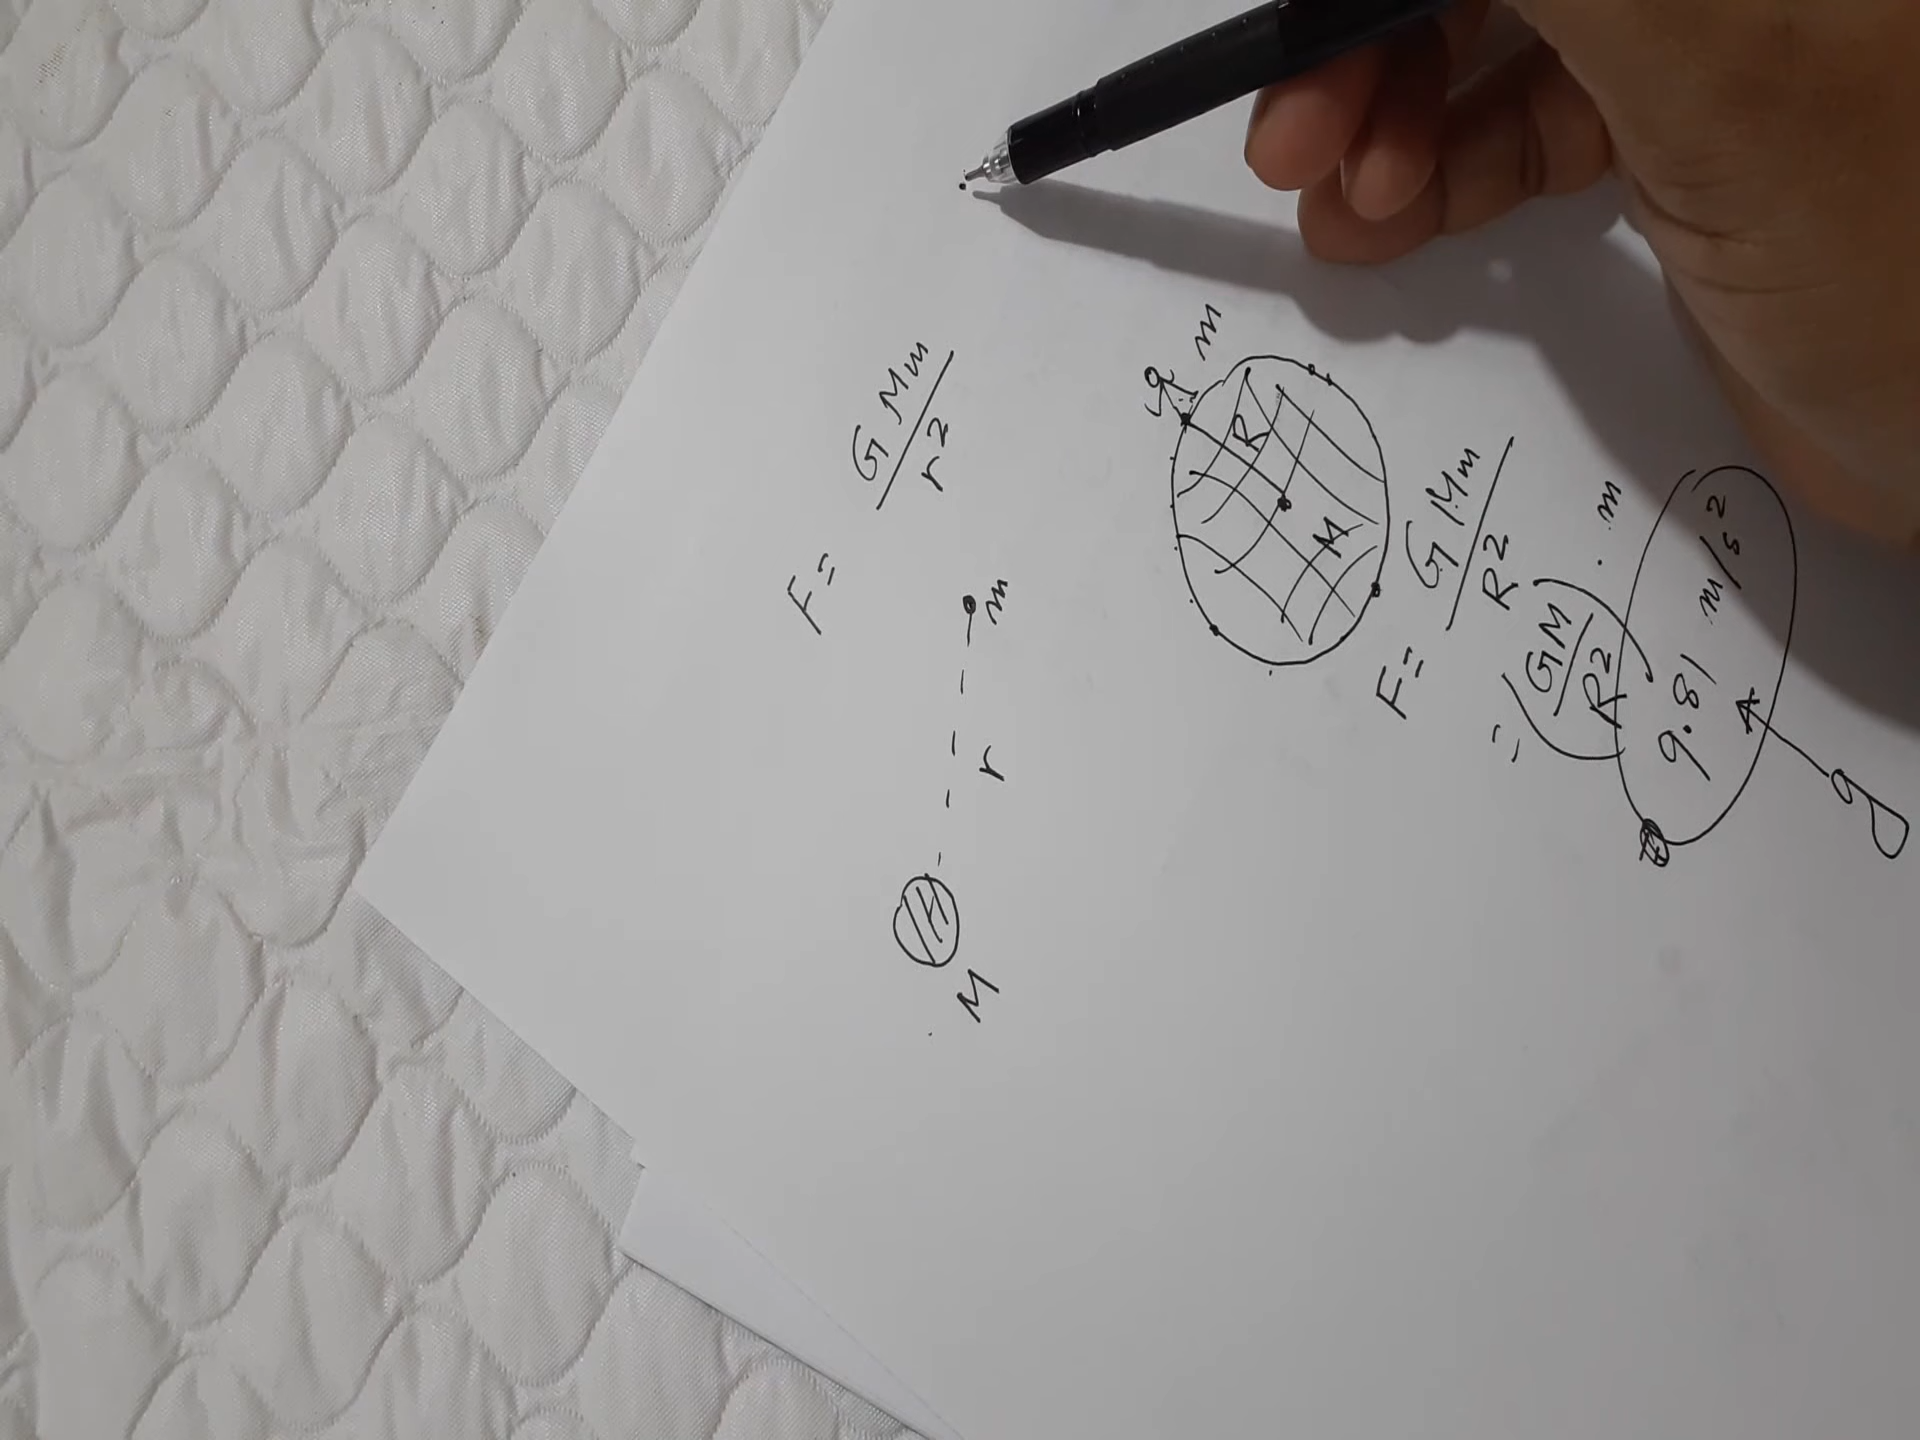 F = GMm / r²
M r m
m
R
M
F = GMm / R²
= (GM / R²) . m
9.81 m/s²
g